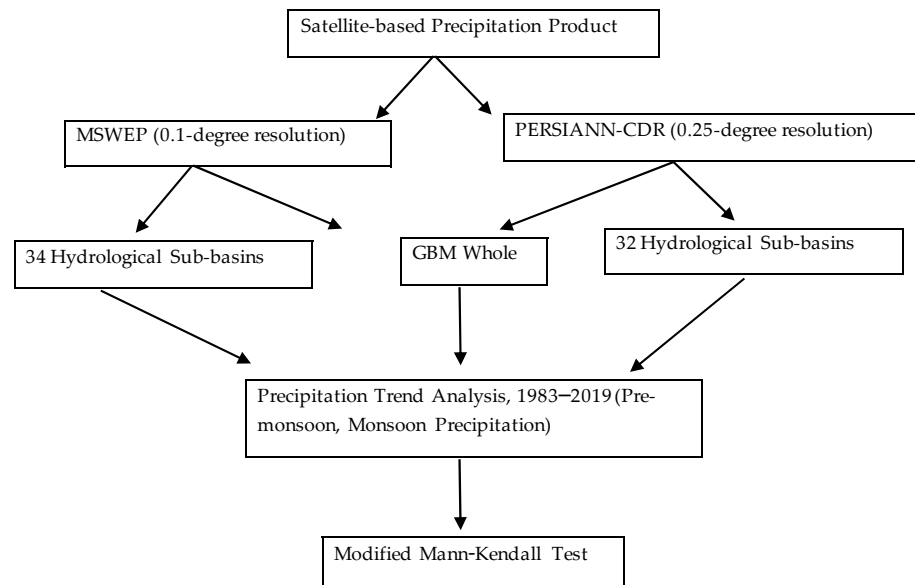 Satellite-based Precipitation Product
MSWEP (0.1-degree resolution)
PERSIANN-CDR (0.25-degree resolution)
34 Hydrological Sub-basins
GBM Whole
32 Hydrological Sub-basins
Precipitation Trend Analysis, 1983–2019 (Pre-
monsoon, Monsoon Precipitation)
Modified Mann-Kendall Test